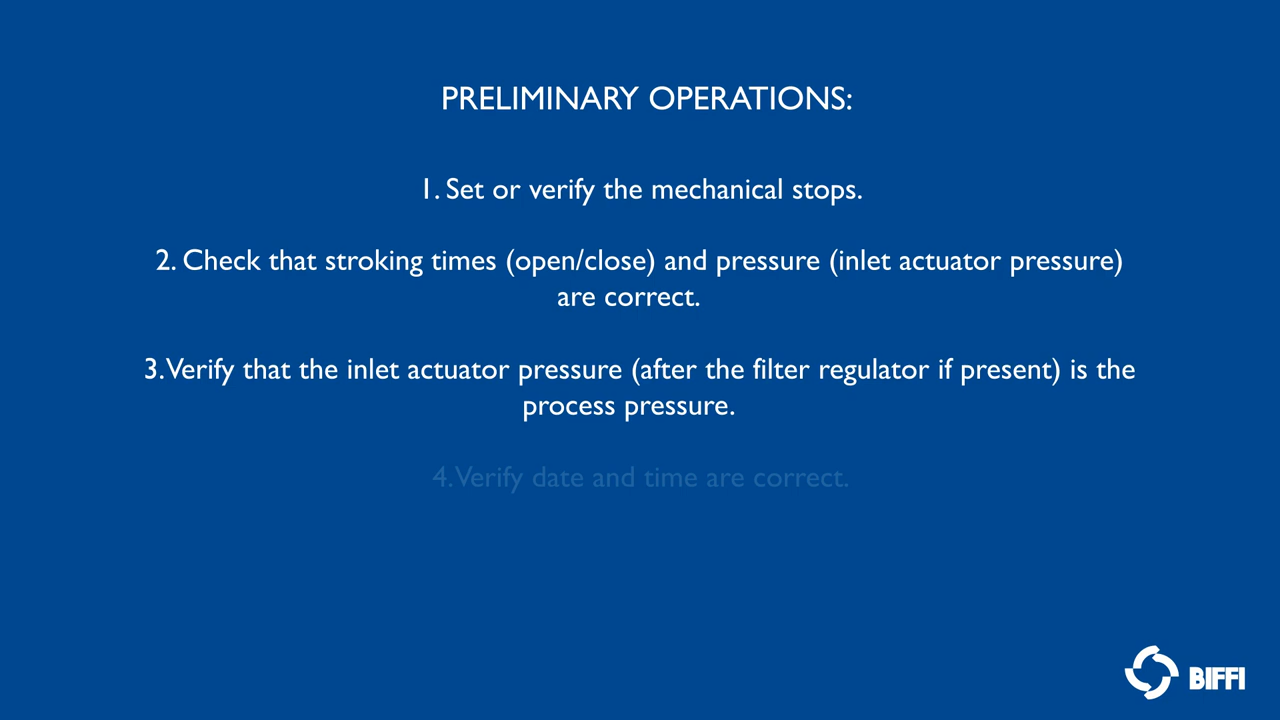 PRELIMINARY OPERATIONS:
1. Set or verify the mechanical stops.
2. Check that stroking times (open/close) and pressure (inlet actuator pressure)
are correct.
3. Verify that the inlet actuator pressure (after the filter regulator if present) is the
process pressure.
4. Verify date and time are correct.
BIFFI